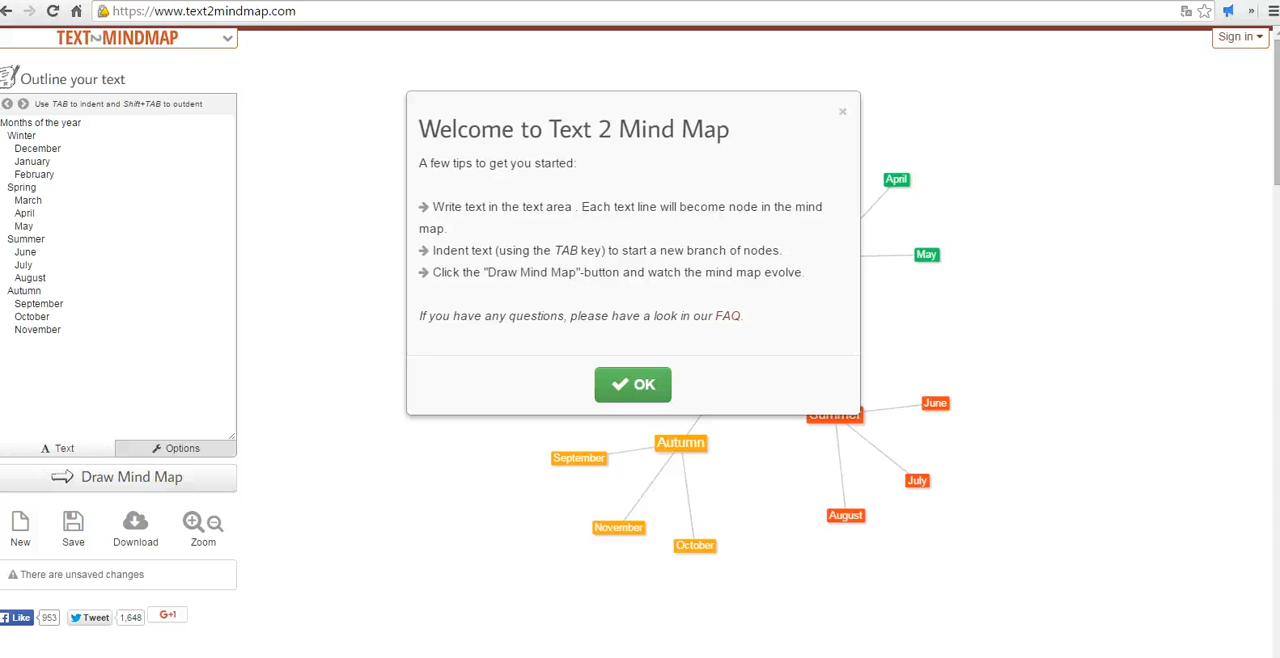 https://www.text2mindmap.com
TEXT2MINDMAP
Sign in
Outline your text
Use TAB to indent and Shift+TAB to outdent
Months of the year
Winter
December
January
February
Spring
March
April
May
Summer
June
July
August
Autumn
September
October
November
Text
Options
Draw Mind Map
New
Save
Download
Zoom
There are unsaved changes
Like
953
Tweet
1,648
G+1
Welcome to Text 2 Mind Map
×
A few tips to get you started:
Write text in the text area . Each text line will become node in the mind
map.
Indent text (using the TAB key) to start a new branch of nodes.
Click the "Draw Mind Map"-button and watch the mind map evolve.
If you have any questions, please have a look in our FAQ.
OK
April
May
Summer
June
July
August
Autumn
September
November
October